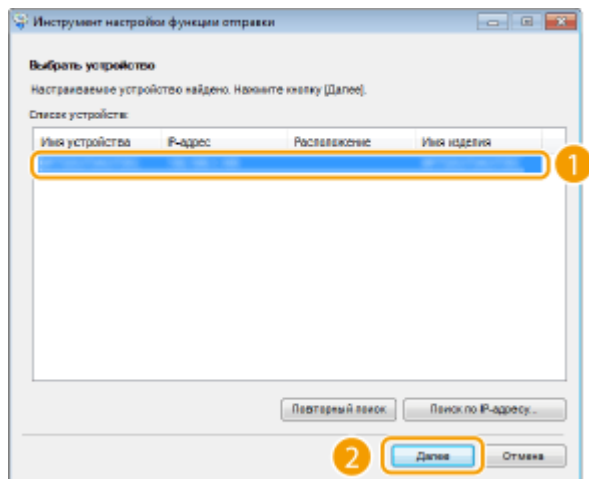 Инструмент настройки функции отправки
Выбрать устройство
Настраиваемое устройство найдено. Нажмите кнопку [Далее].
Список устройств:
Имя устройства IP-адрес Расположение Имя изделия
1
Повторный поиск Поиск по IP-адресу...
2 Далее Отмена